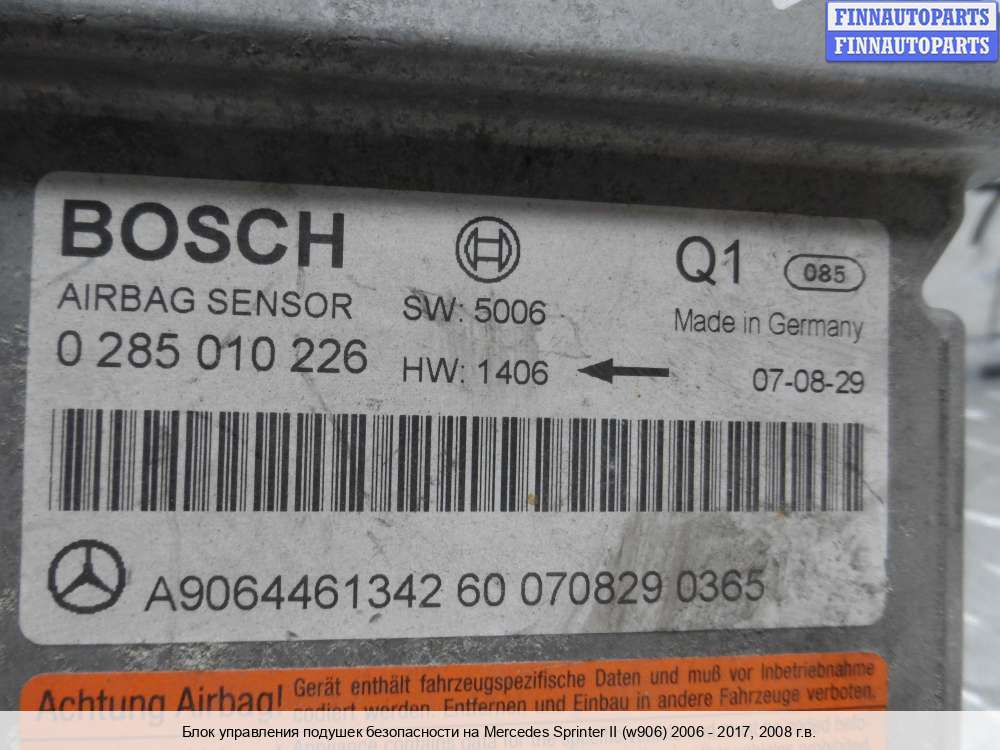 FINNAUTOPARTS
FINNAUTOPARTS
BOSCH
Q1 085
AIRBAG SENSOR SW: 5006
Made in Germany
0 285 010 226 HW: 1406
07-08-29
A9064461342 60 070829 0365
Achtung Airbag! Gerät enthält fahrzeugspezifische Daten und muß vor Inbetriebnahme
codiert werden. Entfernen und Einbau in andere Fahrzeuge verboten.
Блок управления подушек безопасности на Mercedes Sprinter II (w906) 2006 - 2017, 2008 г.в.